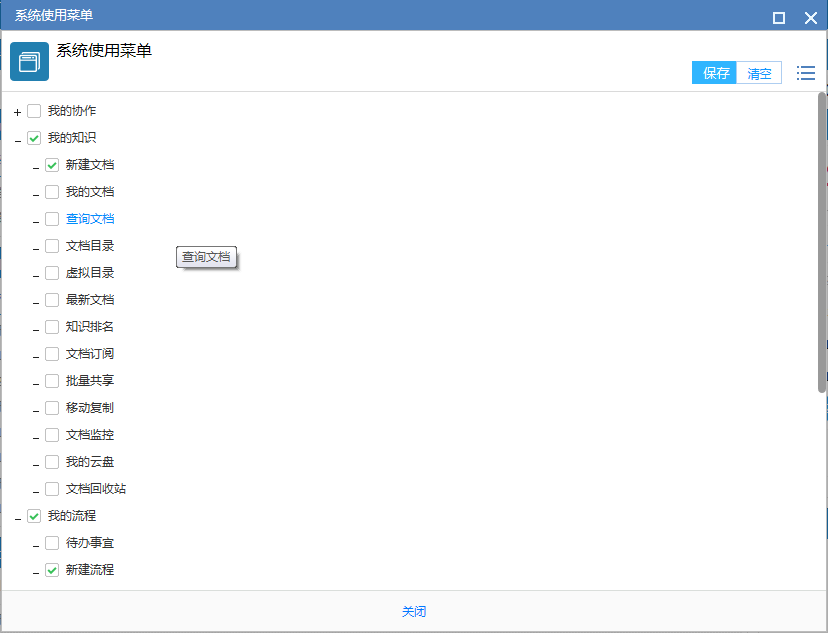 系统使用菜单
系统使用菜单
保存 清空
我的协作
我的知识
新建文档
我的文档
查询文档
文档目录
查询文档
虚拟目录
最新文档
知识排名
文档订阅
批量共享
移动复制
文档监控
我的云盘
文档回收站
我的流程
待办事宜
新建流程
关闭